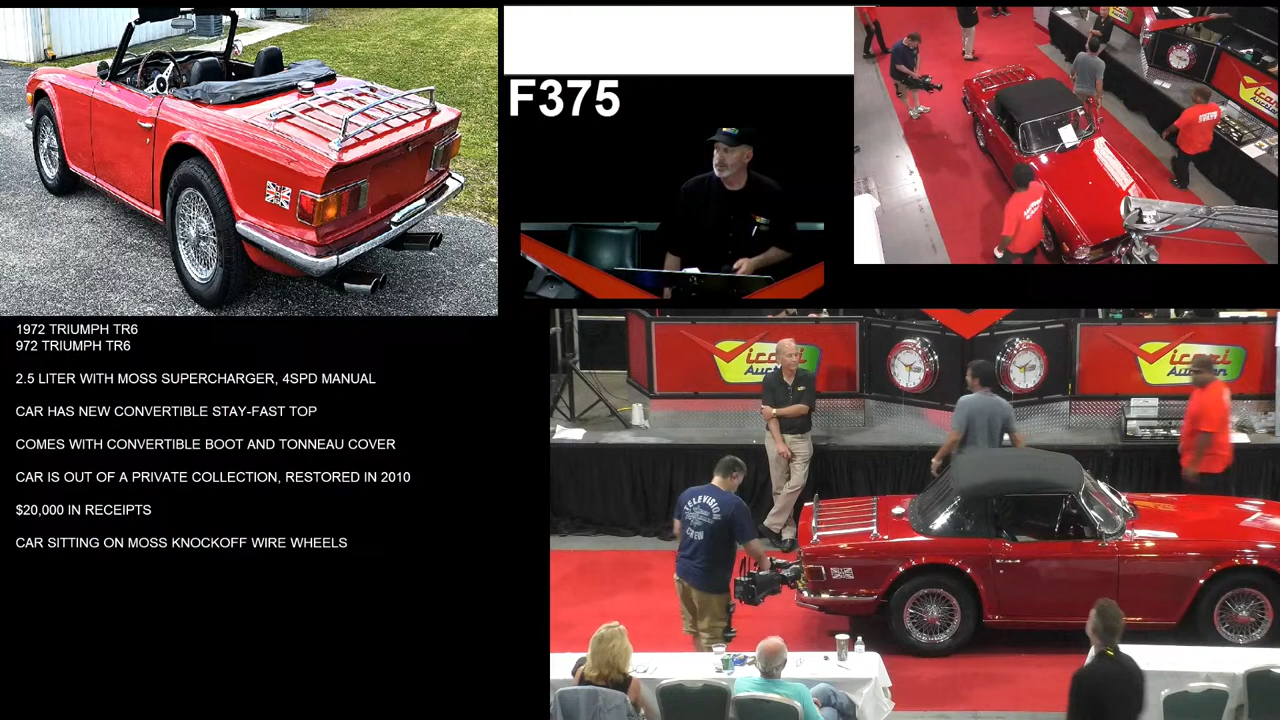 F375
1972 TRIUMPH TR6
972 TRIUMPH TR6
2.5 LITER WITH MOSS SUPERCHARGER, 4SPD MANUAL
CAR HAS NEW CONVERTIBLE STAY-FAST TOP
COMES WITH CONVERTIBLE BOOT AND TONNEAU COVER
CAR IS OUT OF A PRIVATE COLLECTION, RESTORED IN 2010
$20,000 IN RECEIPTS
CAR SITTING ON MOSS KNOCKOFF WIRE WHEELS
Vicari
Auction
Vicari
Auction
TELEVISION
CREW